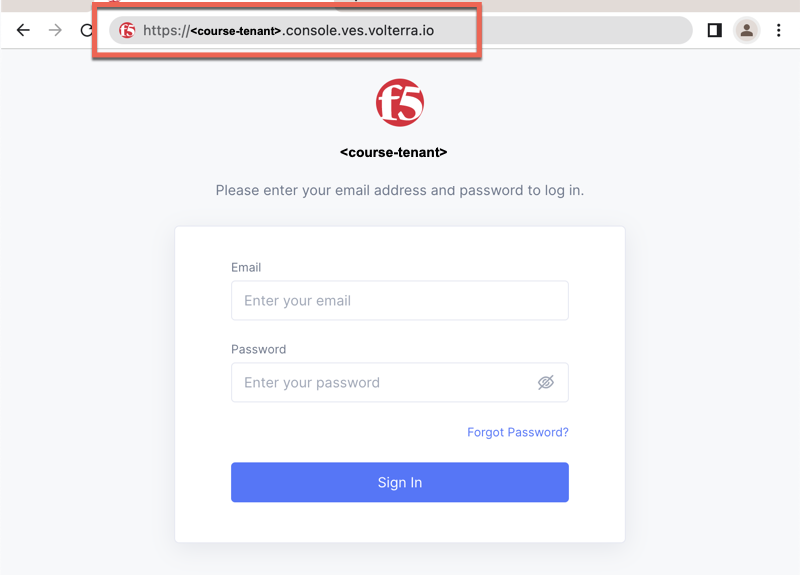 https://<course-tenant>.console.ves.volterra.io
f5
<course-tenant>
Please enter your email address and password to log in.
Email
Enter your email
Password
Enter your password
Forgot Password?
Sign In